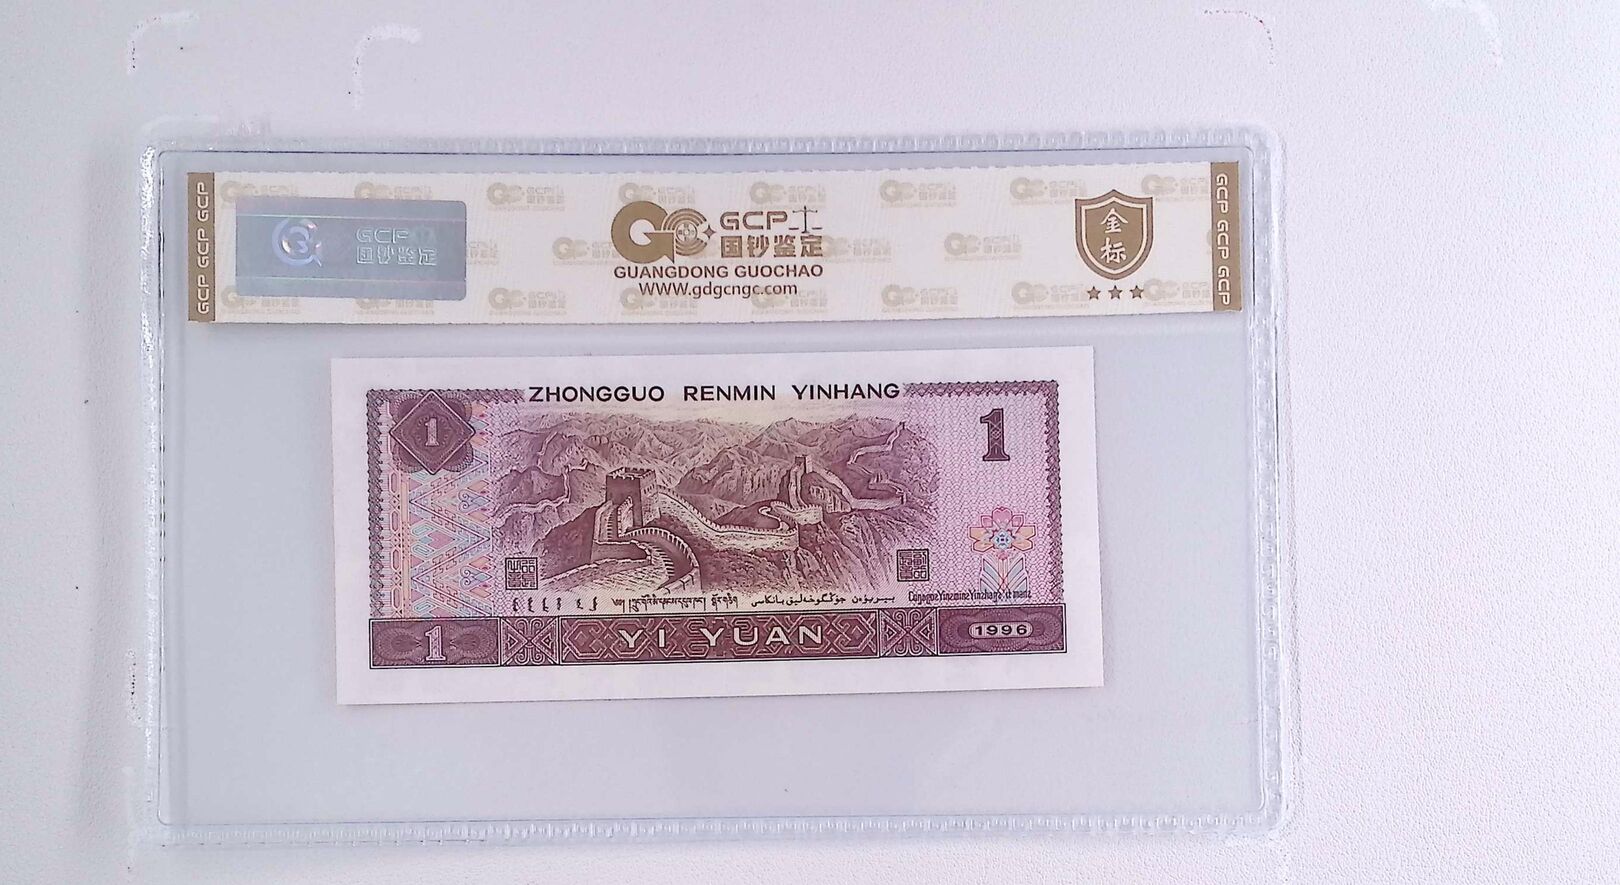 GCP GCP GCP
GCP
国钞鉴定
GCP
国钞鉴定
GUANGDONG GUOCHAO
WWW.gdgcngc.com
金
标
GCP GCP GCP
ZHONGGUO RENMIN YINHANG
1
1
1
YI YUAN
1996